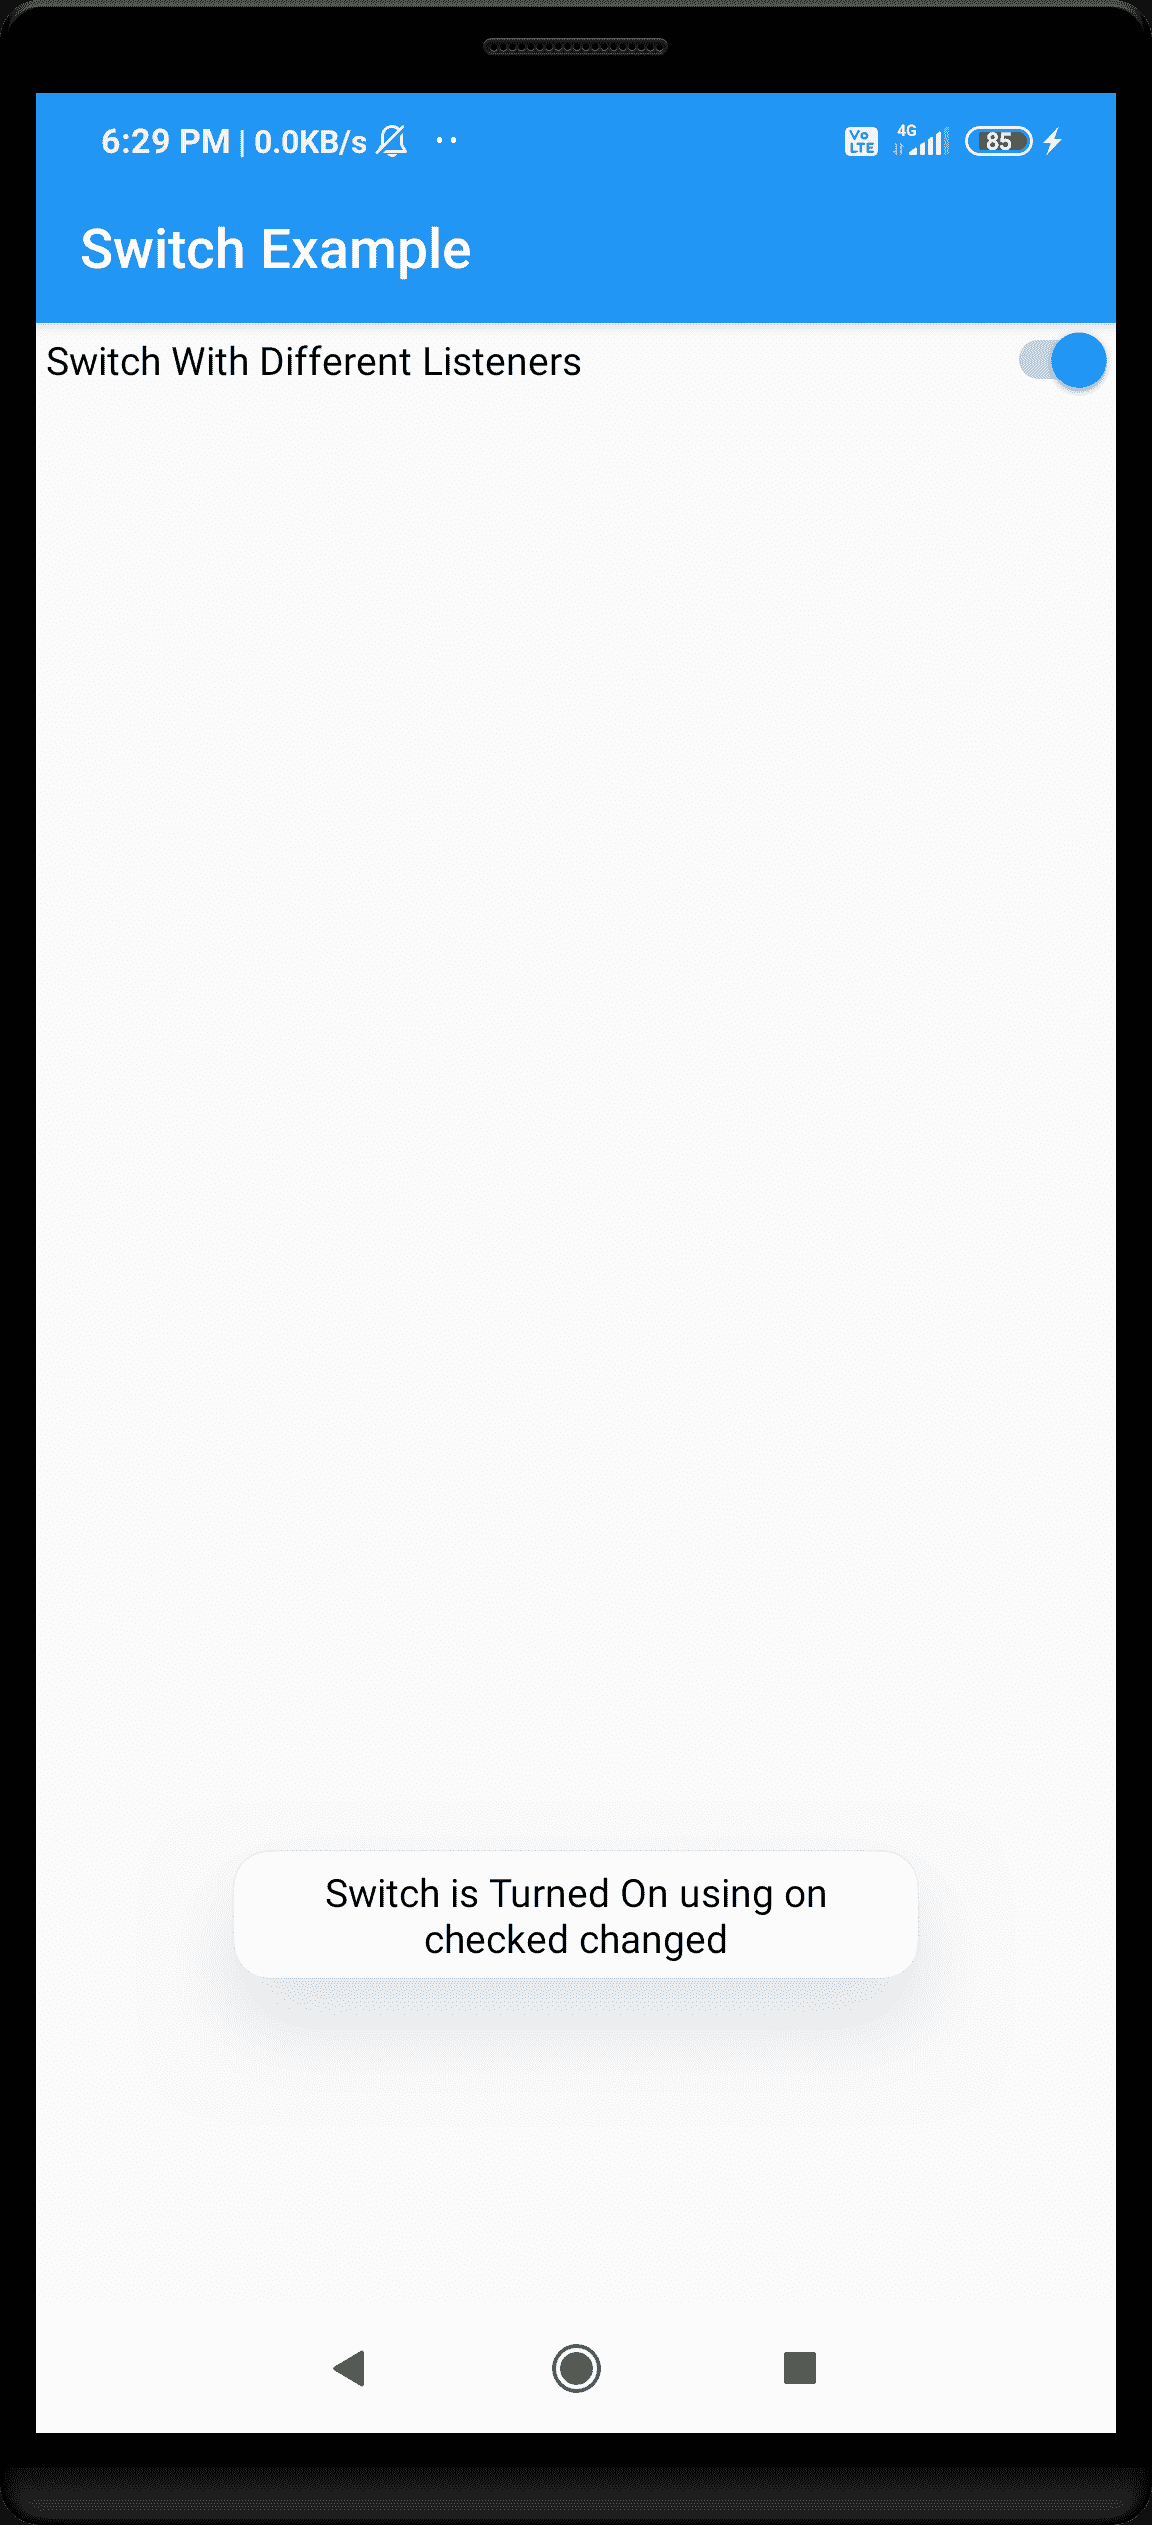 6:29 PM | 0.0KB/s
Vo LTE 4G 85
Switch Example
Switch With Different Listeners
Switch is Turned On using on
checked changed